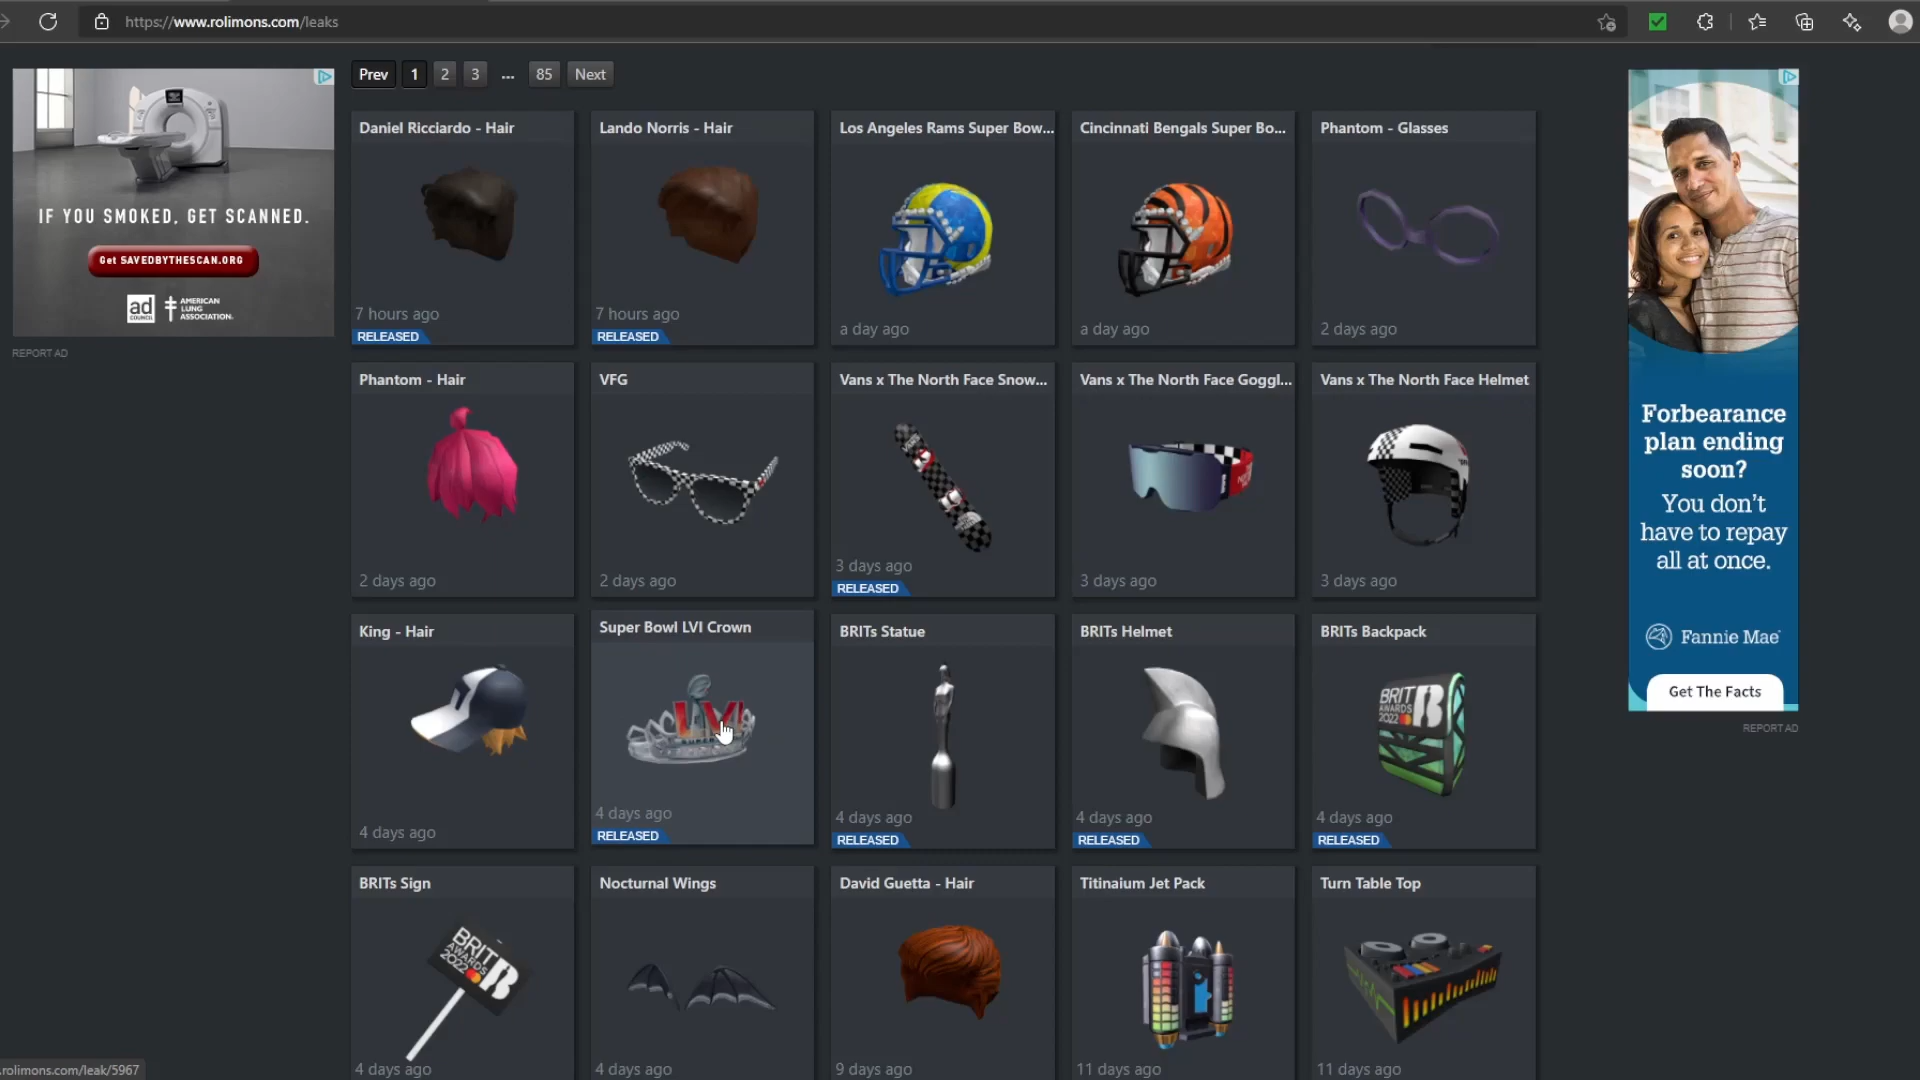 https://www.rolimons.com/leaks
Prev 1 2 3 ... 85 Next
IF YOU SMOKED, GET SCANNED.
Get SAVEDBYTHESCAN.ORG
ad
COUNCIL
AMERICAN
LUNG
ASSOCIATION.
REPORT AD
Daniel Ricciardo - Hair
7 hours ago
RELEASED
Lando Norris - Hair
7 hours ago
RELEASED
Los Angeles Rams Super Bow...
a day ago
Cincinnati Bengals Super Bo...
a day ago
Phantom - Glasses
2 days ago
Phantom - Hair
2 days ago
VFG
2 days ago
Vans x The North Face Snow...
3 days ago
RELEASED
Vans x The North Face Goggl...
3 days ago
Vans x The North Face Helmet
3 days ago
King - Hair
4 days ago
Super Bowl LVI Crown
LVI
4 days ago
RELEASED
BRITs Statue
4 days ago
RELEASED
BRITs Helmet
4 days ago
RELEASED
BRITs Backpack
BRIT
AWARDS
2022
B
4 days ago
RELEASED
BRITs Sign
BRIT
AWARDS
2022
B
4 days ago
Nocturnal Wings
4 days ago
David Guetta - Hair
9 days ago
Titinaium Jet Pack
11 days ago
Turn Table Top
11 days ago
Forbearance
plan ending
soon?
You don't
have to repay
all at once.
Fannie Mae
Get The Facts
REPORT AD
.rolimons.com/leak/5967